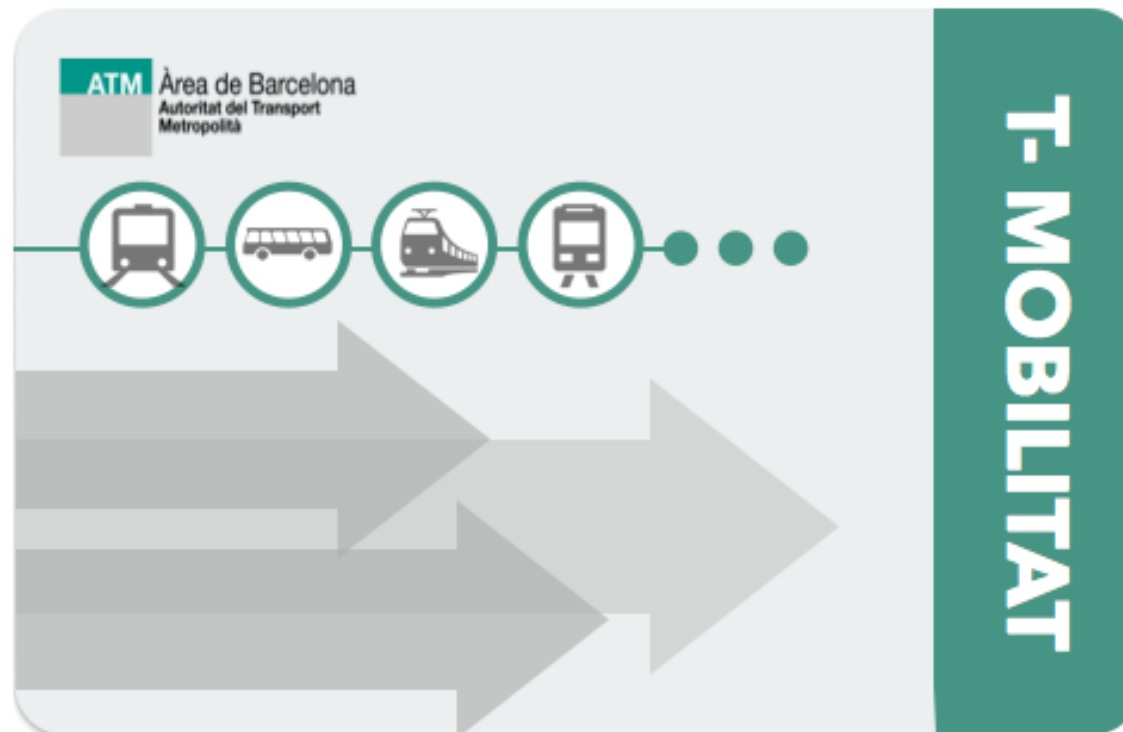 ATM
Àrea de Barcelona
Autoritat del Transport
Metropolità
T- MOBILITAT